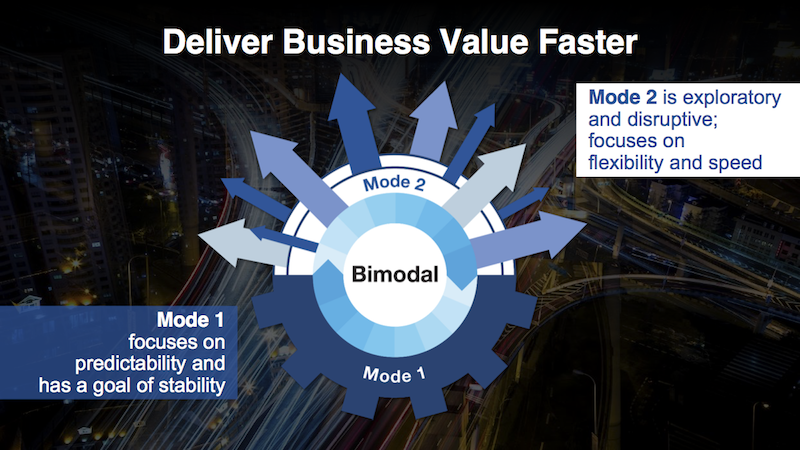 Deliver Business Value Faster
Mode 2 is exploratory
and disruptive;
focuses on
flexibility and speed
Mode 2
Bimodal
Mode 1
focuses on
predictability and
has a goal of stability
Mode 1